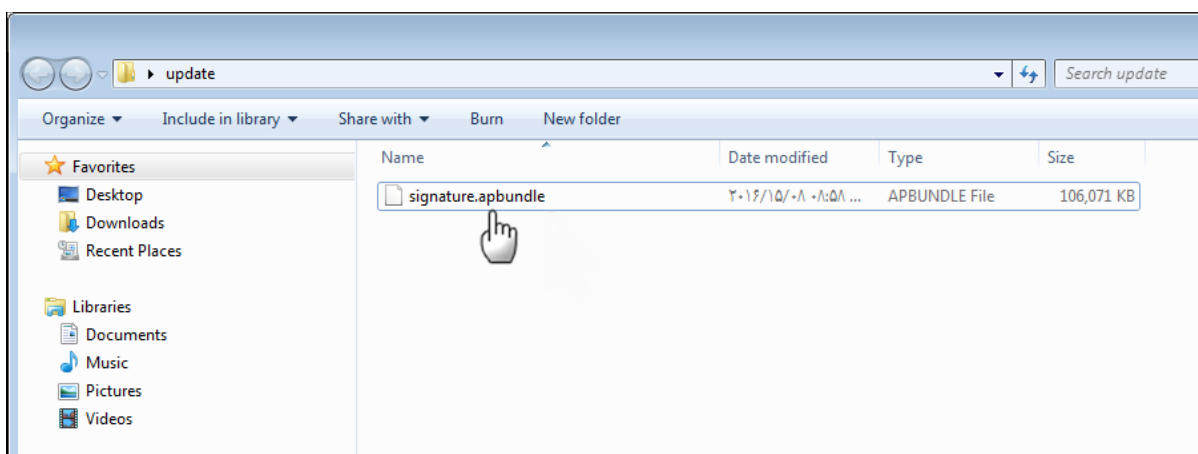 update
Search update
Organize Include in library Share with Burn New folder
Favorites
Desktop
Downloads
Recent Places
Libraries
Documents
Music
Pictures
Videos
Name Date modified Type Size
signature.apbundle ۲۰۱۶/۱۵/۰۸ ۰۸:۵۸ ... APBUNDLE File 106,071 KB